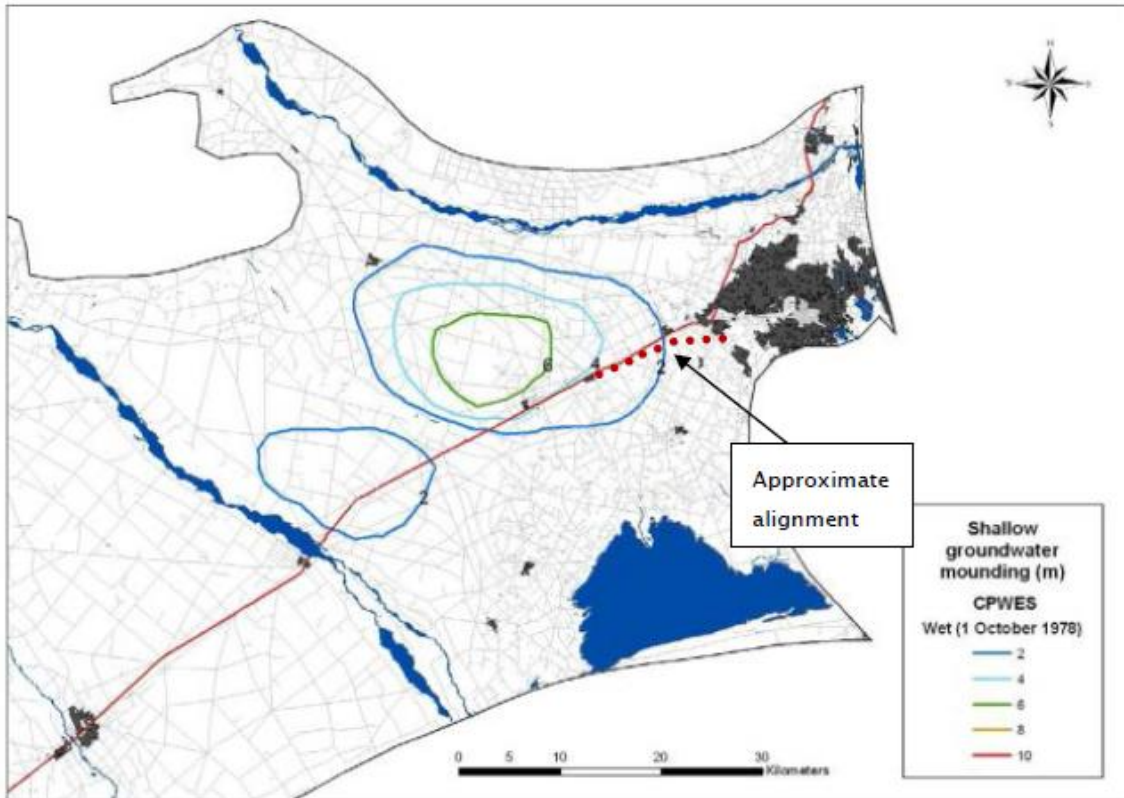 N
S
6
4
2
2
Approximate
alignment
Shallow
groundwater
mounding (m)
CPWES
Wet (1 October 1978)
2
4
6
8
10
0 5 10 20 30
Kilometers